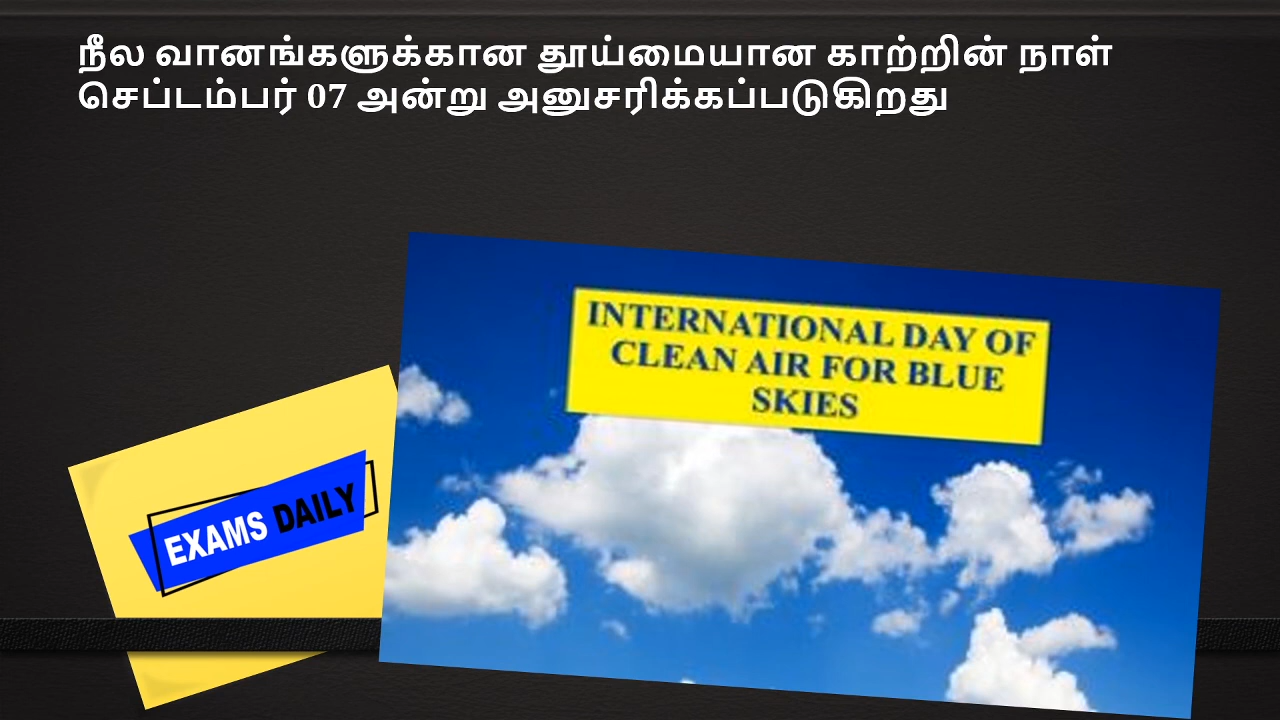 நீல வானங்களுக்கான தூய்மையான காற்றின் நாள்
செப்டம்பர் 07 அன்று அனுசரிக்கப்படுகிறது
INTERNATIONAL DAY OF
CLEAN AIR FOR BLUE
SKIES
EXAMS DAILY